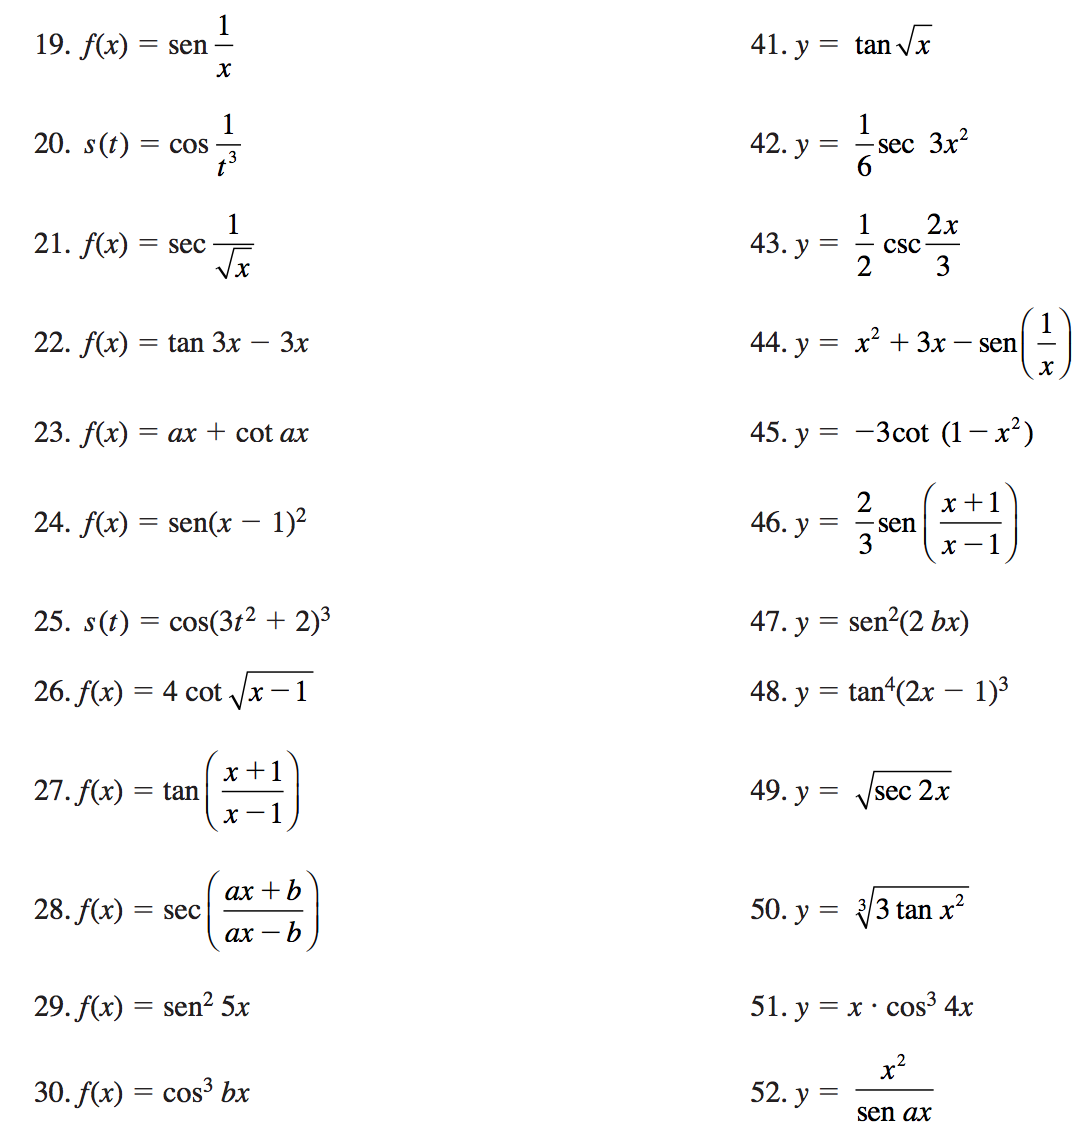 19. f(x) = sen 1/x
20. s(t) = cos 1/t³
21. f(x) = sec 1/√x
22. f(x) = tan 3x − 3x
23. f(x) = ax + cot ax
24. f(x) = sen(x − 1)²
25. s(t) = cos(3t² + 2)³
26. f(x) = 4 cot √(x − 1)
27. f(x) = tan((x + 1)/(x − 1))
28. f(x) = sec((ax + b)/(ax − b))
29. f(x) = sen² 5x
30. f(x) = cos³ bx
41. y = tan √x
42. y = 1/6 sec 3x²
43. y = 1/2 csc 2x/3
44. y = x² + 3x − sen(1/x)
45. y = −3cot (1 − x²)
46. y = 2/3 sen((x + 1)/(x − 1))
47. y = sen²(2 bx)
48. y = tan⁴(2x − 1)³
49. y = √(sec 2x)
50. y = ∛(3 tan x²)
51. y = x · cos³ 4x
52. y = x²/sen ax